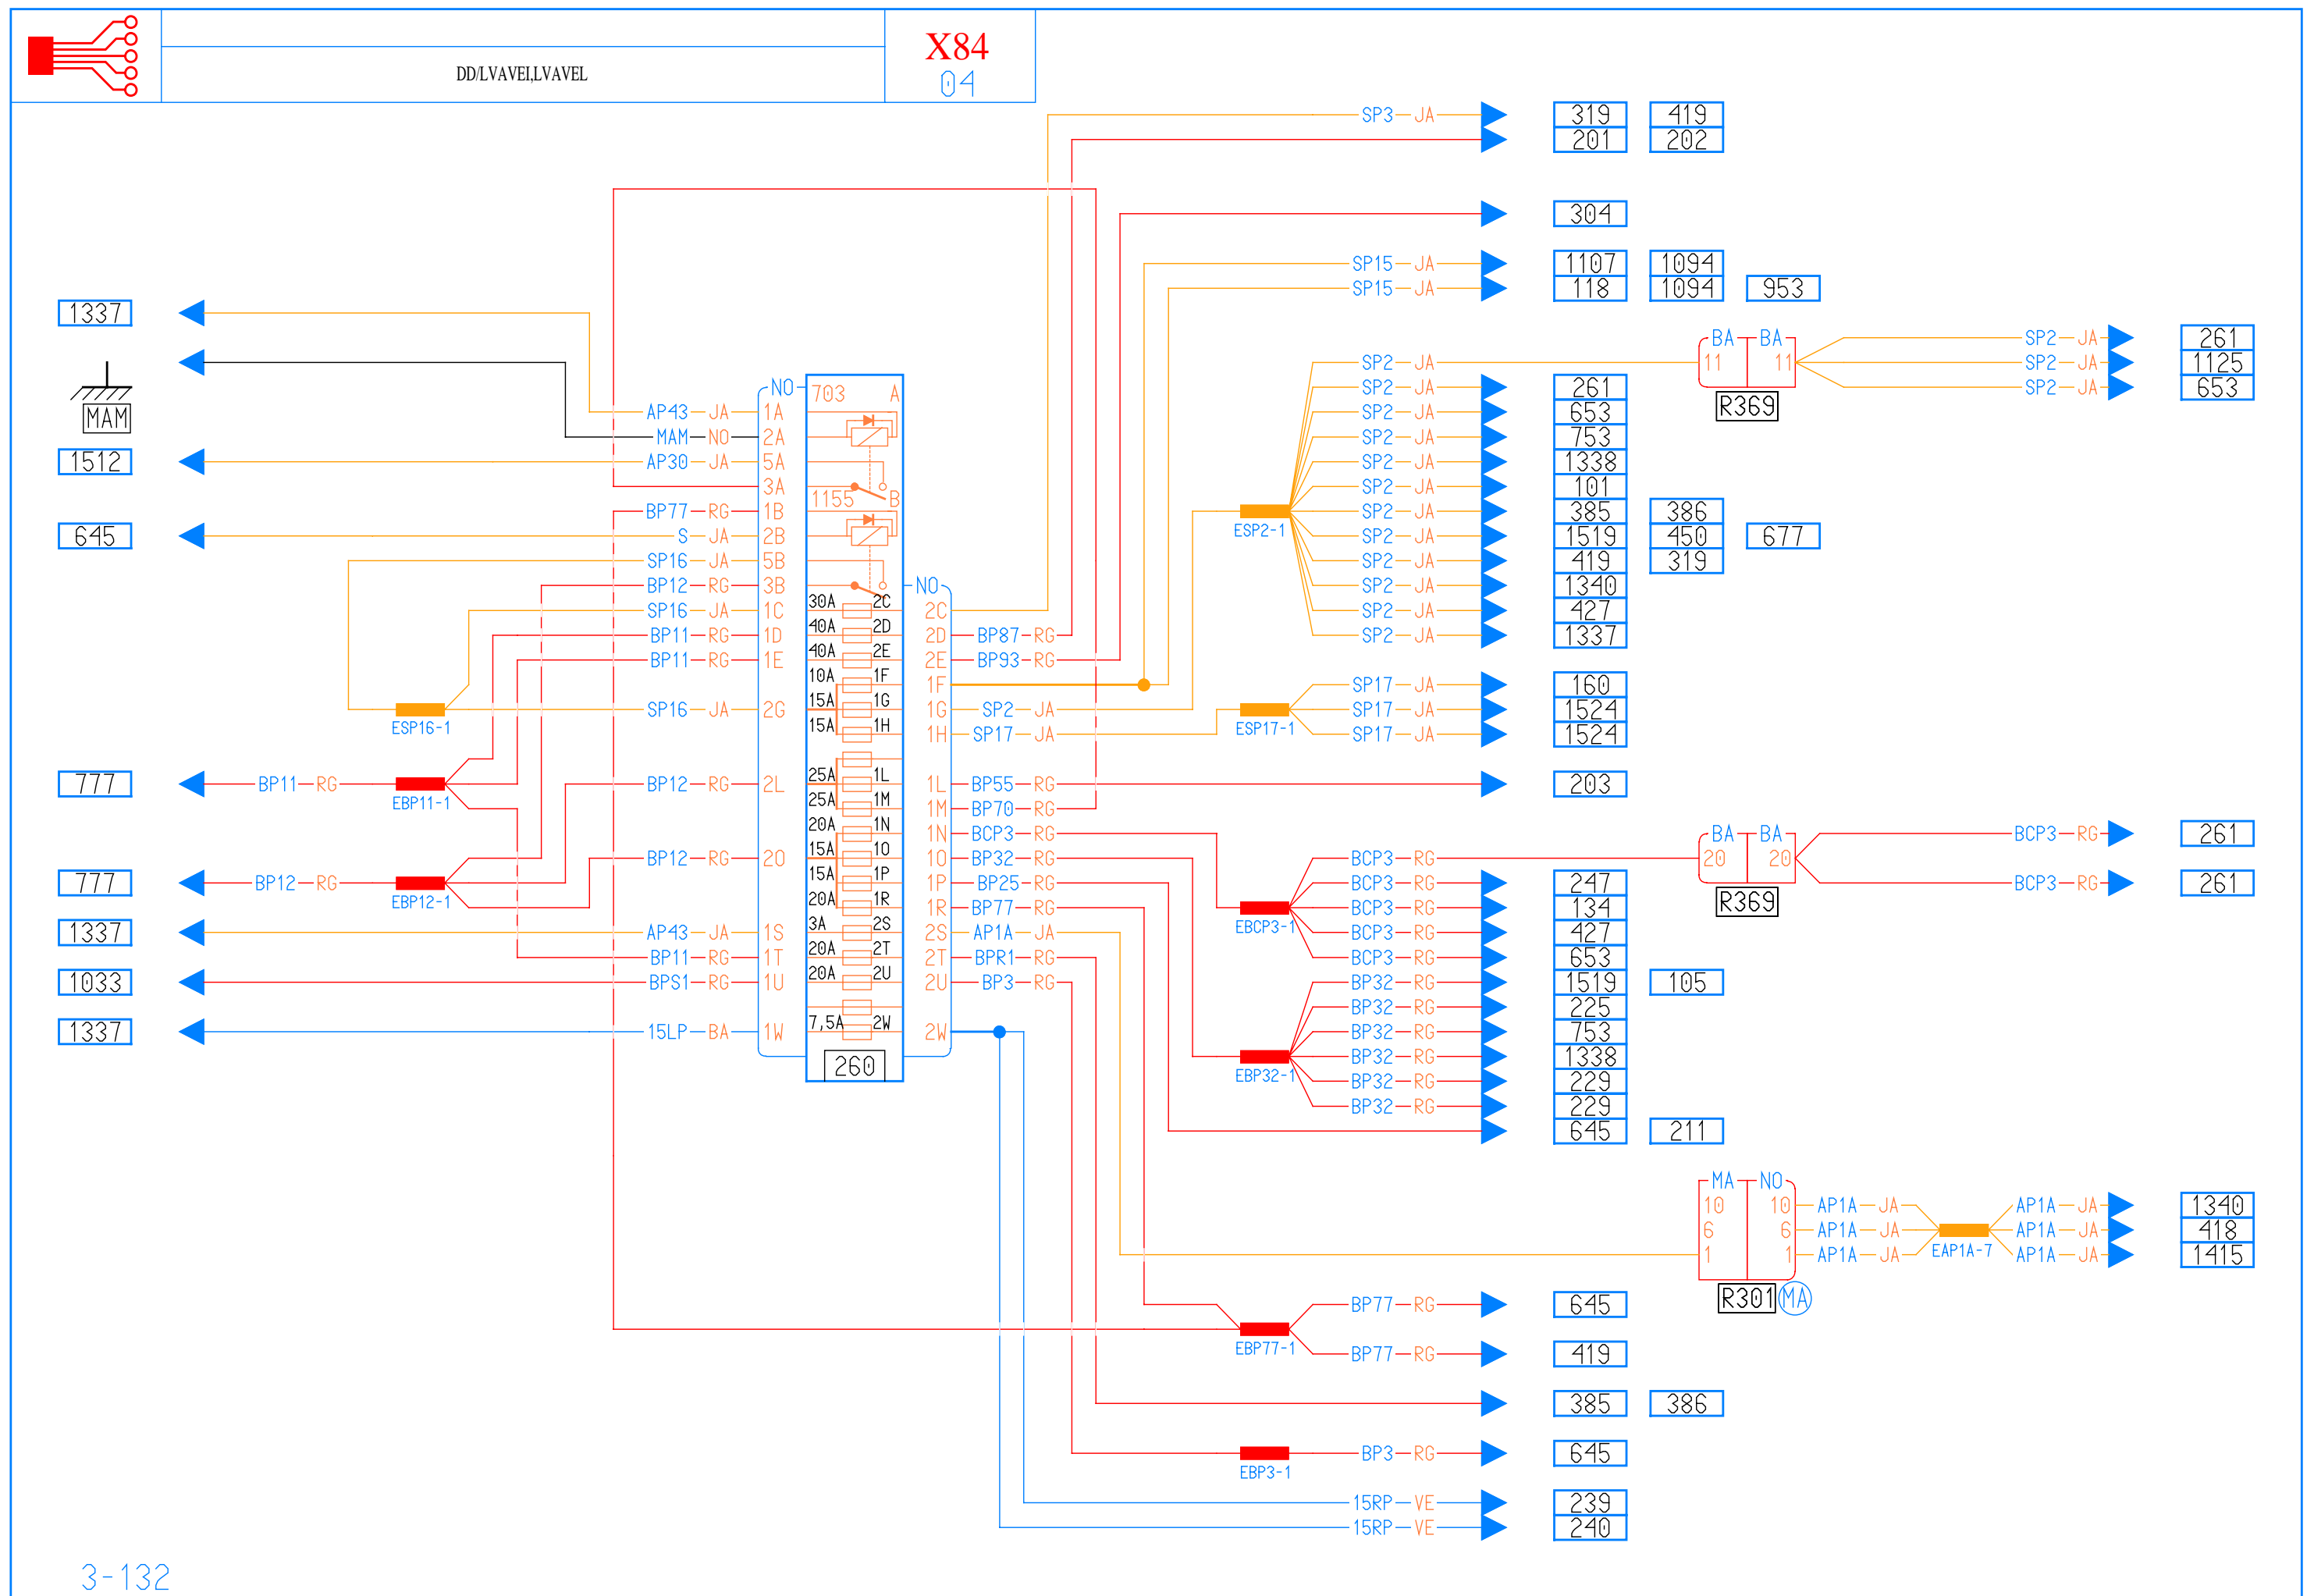 X84
DD/LVAVEI,LVAVEL
04
SP3 JA 319 419
201 202
304
SP15 JA 1107 1094
SP15 JA 118 1094 953
1337
BA BA SP2 JA 261
SP2 JA 11 11 SP2 JA 1125
SP2 JA 261 SP2 JA 653
NO 703 A
MAM
R369
AP43 JA 1A SP2 JA 653
MAM NO 2A SP2 JA 753
1512 AP30 JA 5A SP2 JA 1338
3A SP2 JA 101
1155 B
BP77 RG 1B SP2 JA 385 386
ESP2-1
645 S JA 2B SP2 JA 1519 450 677
SP16 JA 5B SP2 JA 419 319
BP12 RG 3B NO SP2 JA 1340
SP16 JA 1C 30A 2C 2C SP2 JA 427
BP11 RG 1D 40A 2D 2D BP87 RG SP2 JA 1337
BP11 RG 1E 40A 2E 2E BP93 RG
10A 1F 1F SP17 JA 160
SP16 JA 2G 15A 1G 1G SP2 JA SP17 JA 1524
ESP16-1 ESP17-1
15A 1H 1H SP17 JA SP17 JA 1524
777 BP11 RG BP12 RG 2L 25A 1L 1L BP55 RG 203
EBP11-1
25A 1M 1M BP70 RG
20A 1N 1N BCP3 RG BA BA BCP3 RG 261
BP12 RG 2O 15A 1O 1O BP32 RG BCP3 RG 20 20
777 BP12 RG 15A 1P 1P BP25 RG BCP3 RG 247 BCP3 RG 261
EBP12-1
R369
20A 1R 1R BP77 RG BCP3 RG 134
EBCP3-1
1337 AP43 JA 1S 3A 2S 2S AP1A JA BCP3 RG 427
BP11 RG 1T 20A 2T 2T BPR1 RG BCP3 RG 653
1033 BPS1 RG 1U 20A 2U 2U BP3 RG BP32 RG 1519 105
BP32 RG 225
1337 15LP BA 1W 7,5A 2W 2W BP32 RG 753
260
BP32 RG 1338
EBP32-1
BP32 RG 229
BP32 RG 229
645 211
MA NO
10 10 AP1A JA AP1A JA 1340
6 6 AP1A JA AP1A JA 418
EAP1A-7
1 1 AP1A JA AP1A JA 1415
R301 MA
BP77 RG 645
EBP77-1
BP77 RG 419
385 386
BP3 RG 645
EBP3-1
15RP VE 239
15RP VE 240
3-132